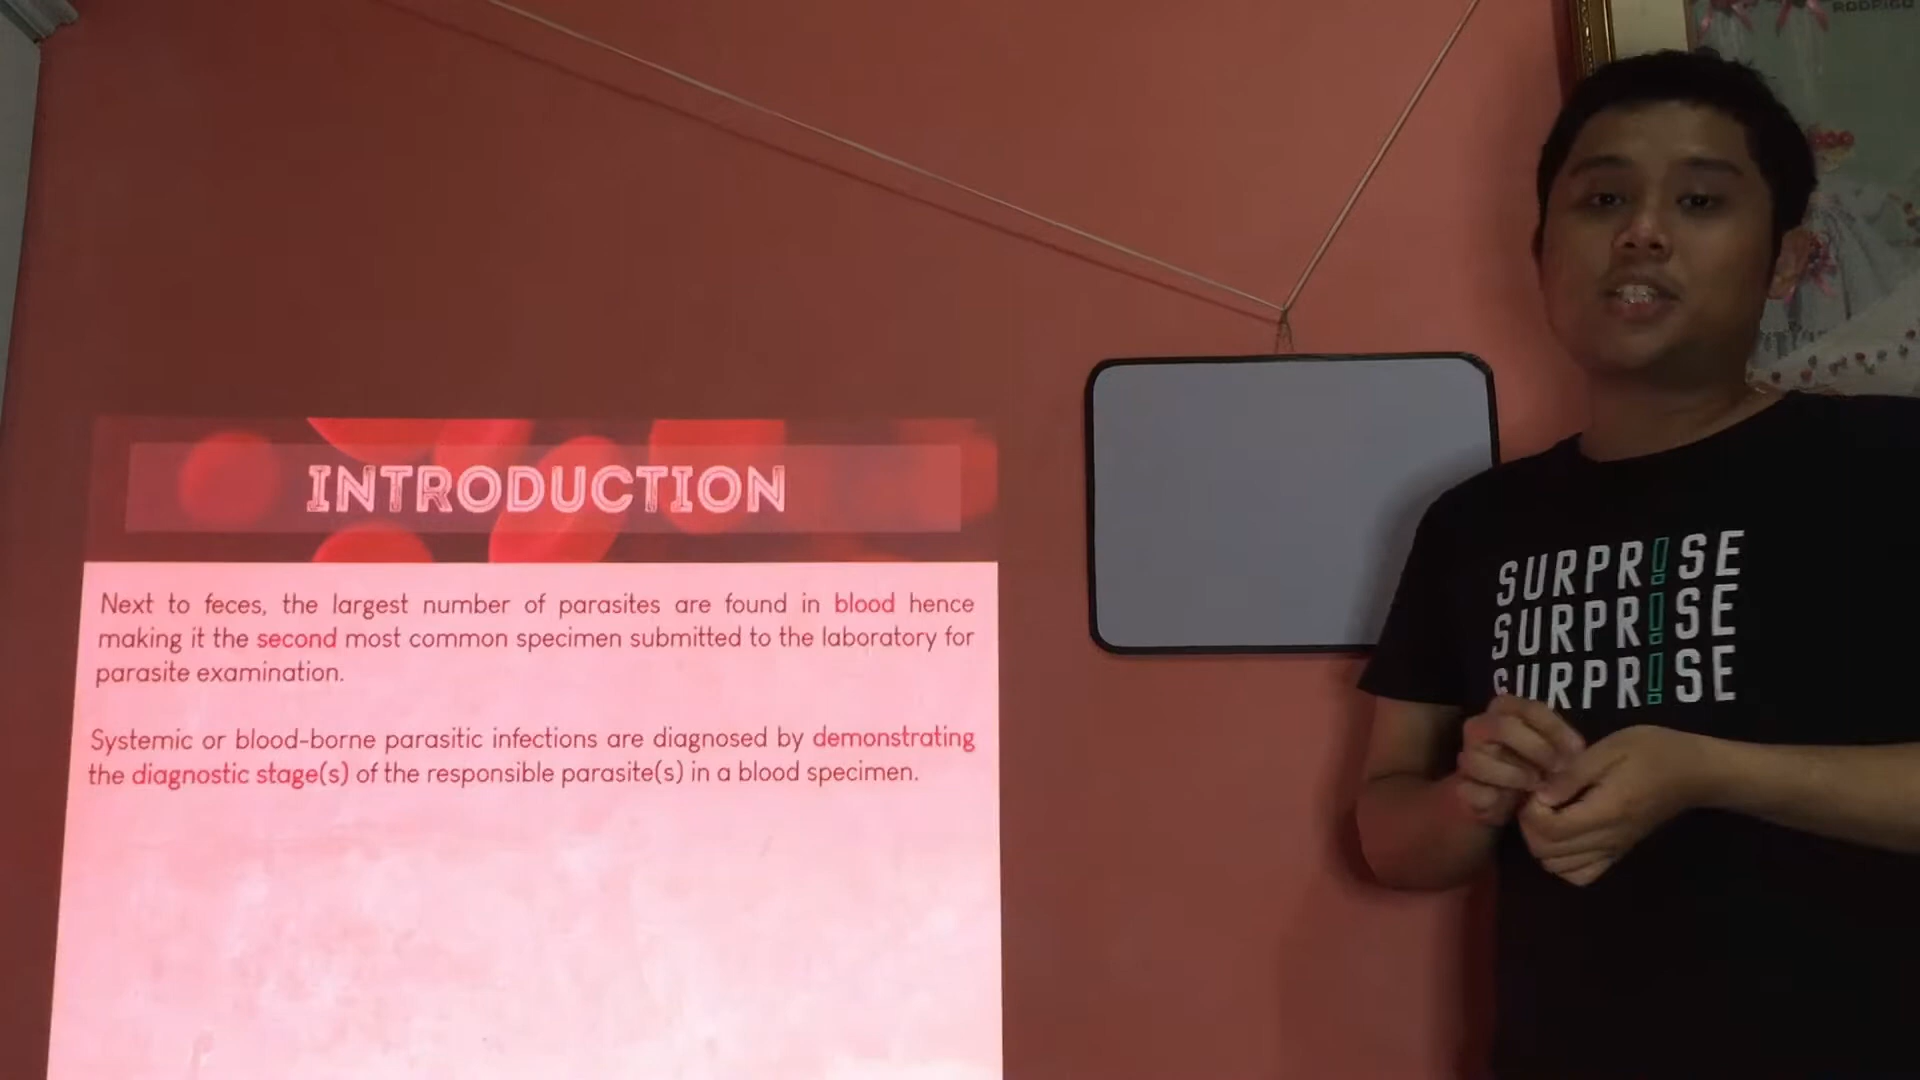 RODRIGO
INTRODUCTION
Next to feces, the largest number of parasites are found in blood hence
making it the second most common specimen submitted to the laboratory for
parasite examination.
Systemic or blood-borne parasitic infections are diagnosed by demonstrating
the diagnostic stage(s) of the responsible parasite(s) in a blood specimen.
SURPR!SE
SURPR!SE
SURPR!SE